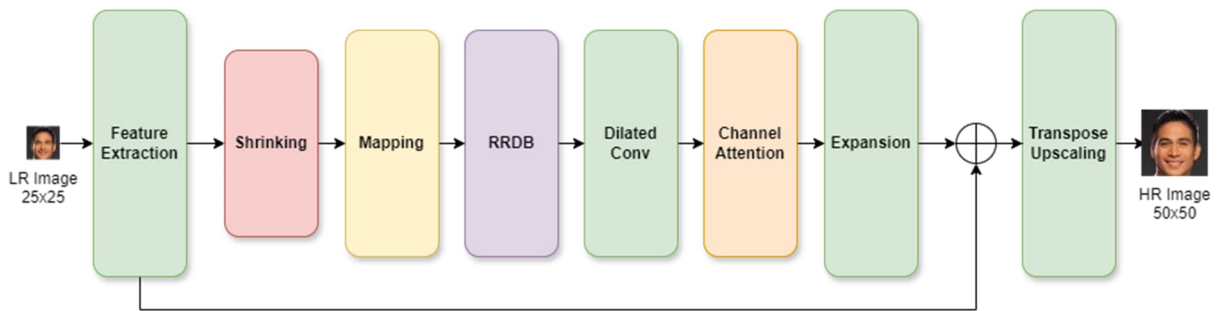 LR Image
25x25
Feature
Extraction
Shrinking
Mapping
RRDB
Dilated
Conv
Channel
Attention
Expansion
Transpose
Upscaling
HR Image
50x50